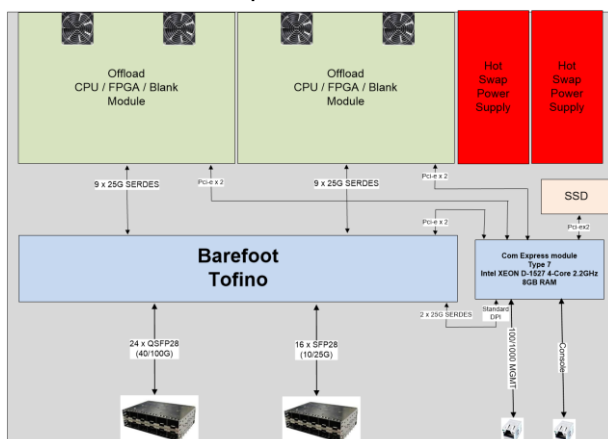 Offload
CPU / FPGA / Blank
Module
Offload
CPU / FPGA / Blank
Module
Hot
Swap
Power
Supply
Hot
Swap
Power
Supply
9 x 25G SERDES
Pci-e x 2
9 x 25G SERDES
Pci-e x 2
SSD
Pci-ex2
Pci-e x 2
Barefoot
Tofino
Com Express module
Type 7
Intel XEON D-1527 4-Core 2.2GHz
8GB RAM
2 x 25G SERDES
Standard
DPI
24 x QSFP28
(40/100G)
16 x SFP28
(10/25G)
100/1000 MGMT
Console